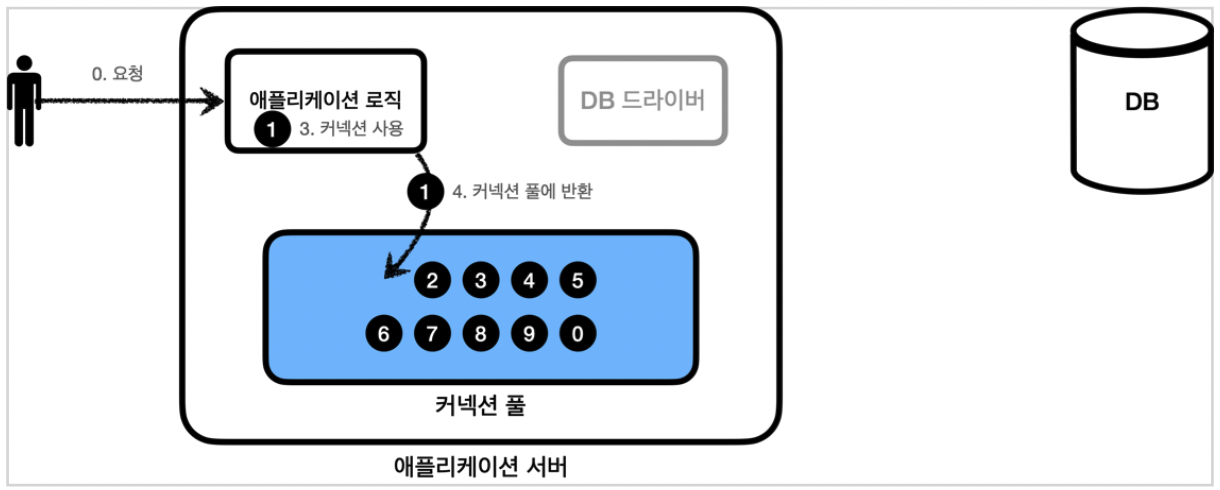 0. 요청
애플리케이션 로직
1 3. 커넥션 사용
DB 드라이버
DB
1 4. 커넥션 풀에 반환
2 3 4 5
6 7 8 9 0
커넥션 풀
애플리케이션 서버